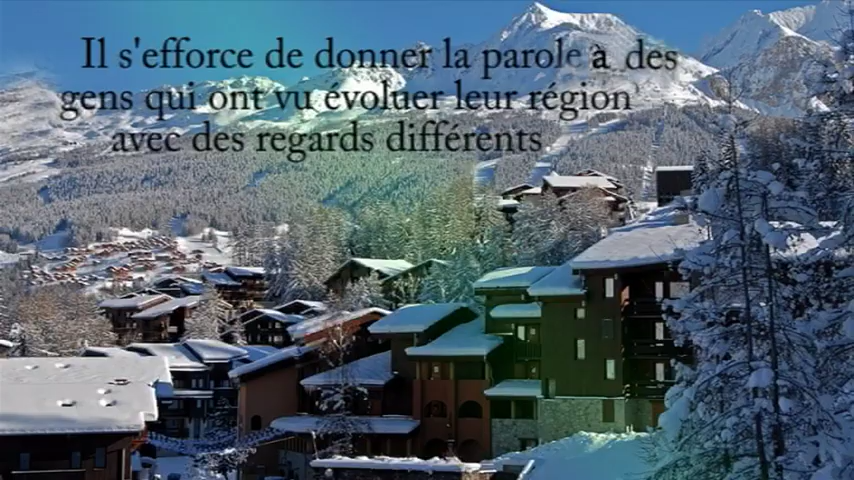 Il s'efforce de donner la parole à des
gens qui ont vu évoluer leur région
avec des regards différents